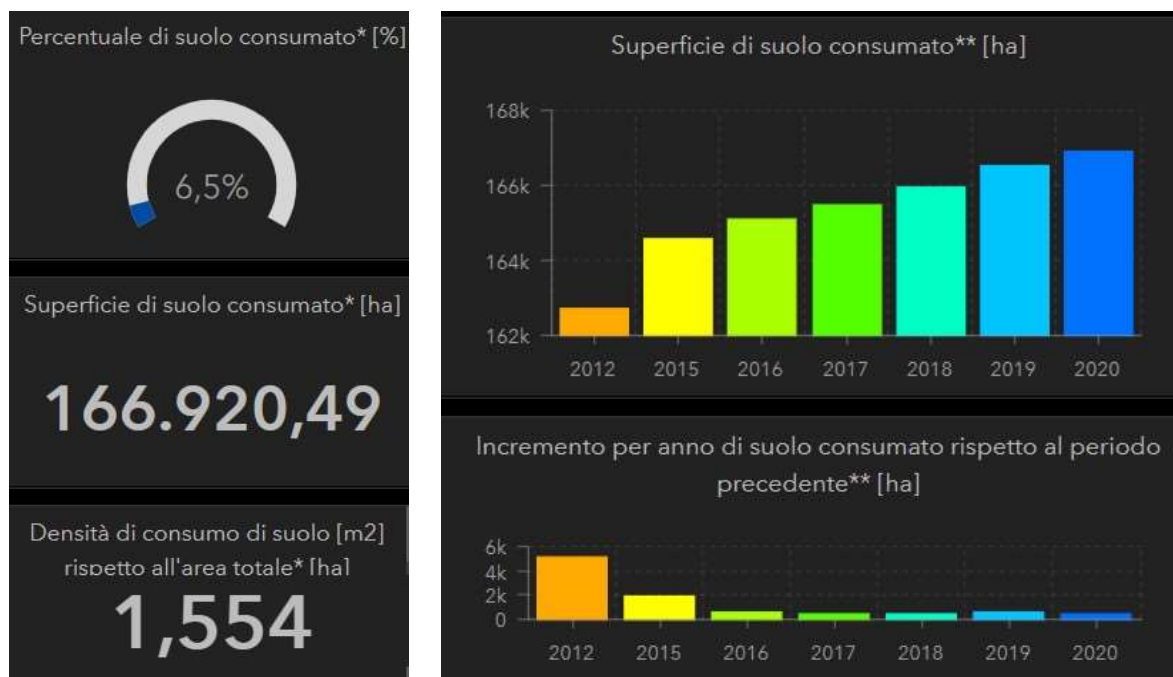 Percentuale di suolo consumato* [%]
6,5%
Superficie di suolo consumato* [ha]
166.920,49
Densità di consumo di suolo [m2]
rispetto all'area totale* [ha]
1,554
Superficie di suolo consumato** [ha]
168k
166k
164k
162k
2012 2015 2016 2017 2018 2019 2020
Incremento per anno di suolo consumato rispetto al periodo
precedente** [ha]
6k
4k
2k
0
2012 2015 2016 2017 2018 2019 2020